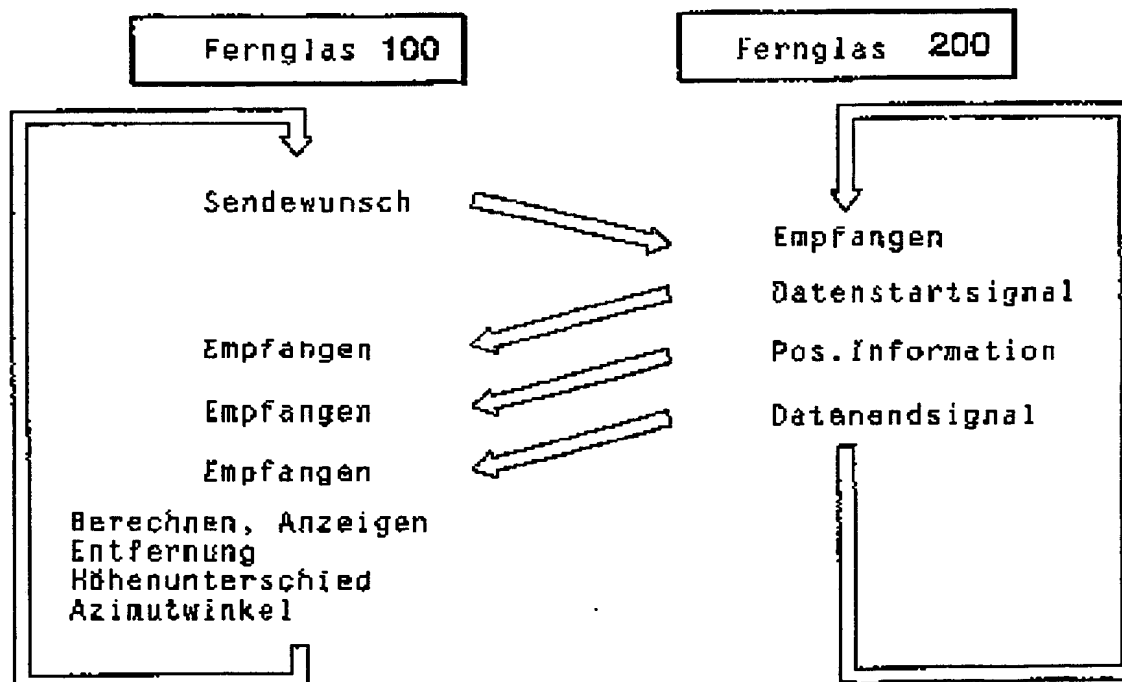 Fernglas 100
Fernglas 200
Sendewunsch
Empfangen
Datenstartsignal
Empfangen
Pos.Information
Empfangen
Datenendsignal
Empfangen
Berechnen, Anzeigen
Entfernung
Höhenunterschied
Azimutwinkel